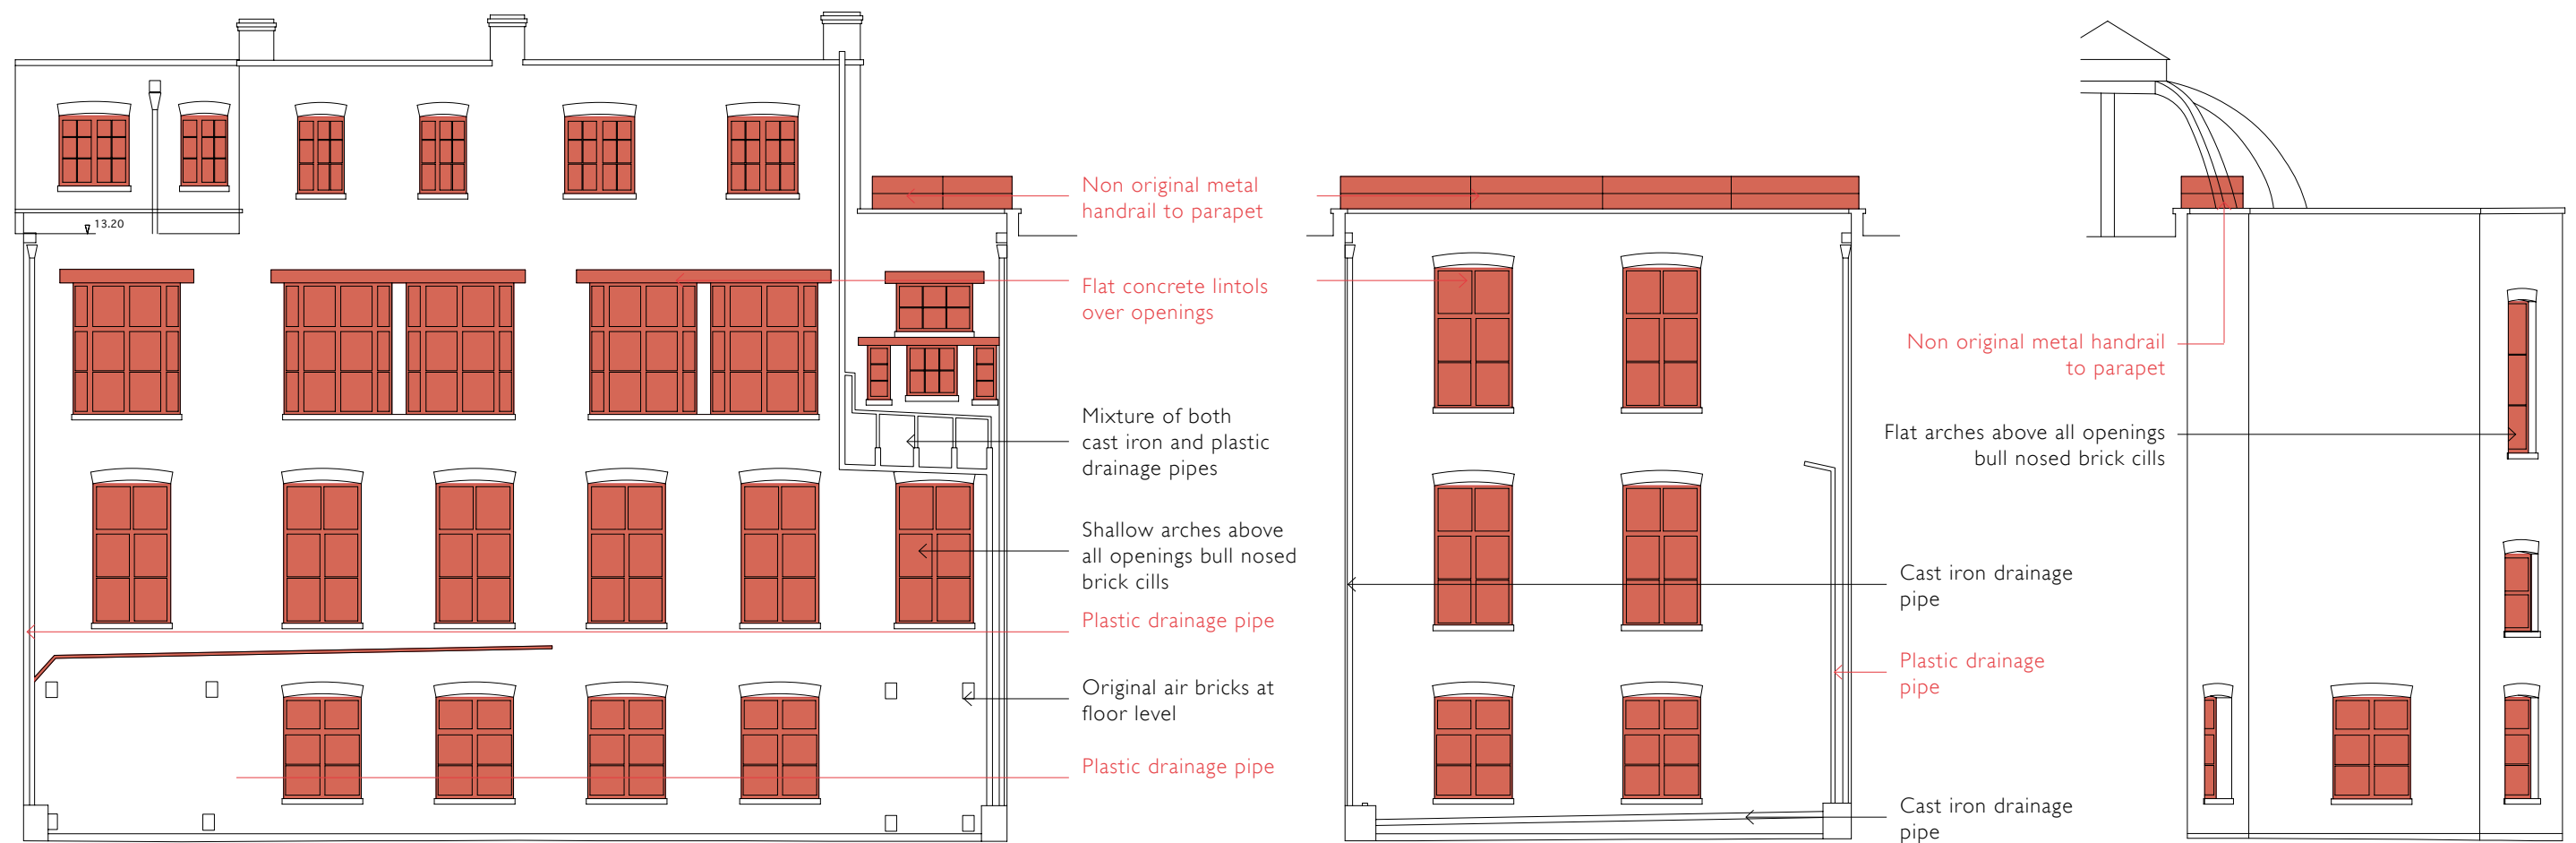 13.20
Non original metal
handrail to parapet
Flat concrete lintols
over openings
Mixture of both
cast iron and plastic
drainage pipes
Shallow arches above
all openings bull nosed
brick cills
Plastic drainage pipe
Original air bricks at
floor level
Plastic drainage pipe
Non original metal handrail
to parapet
Flat arches above all openings
bull nosed brick cills
Cast iron drainage
pipe
Plastic drainage
pipe
Cast iron drainage
pipe